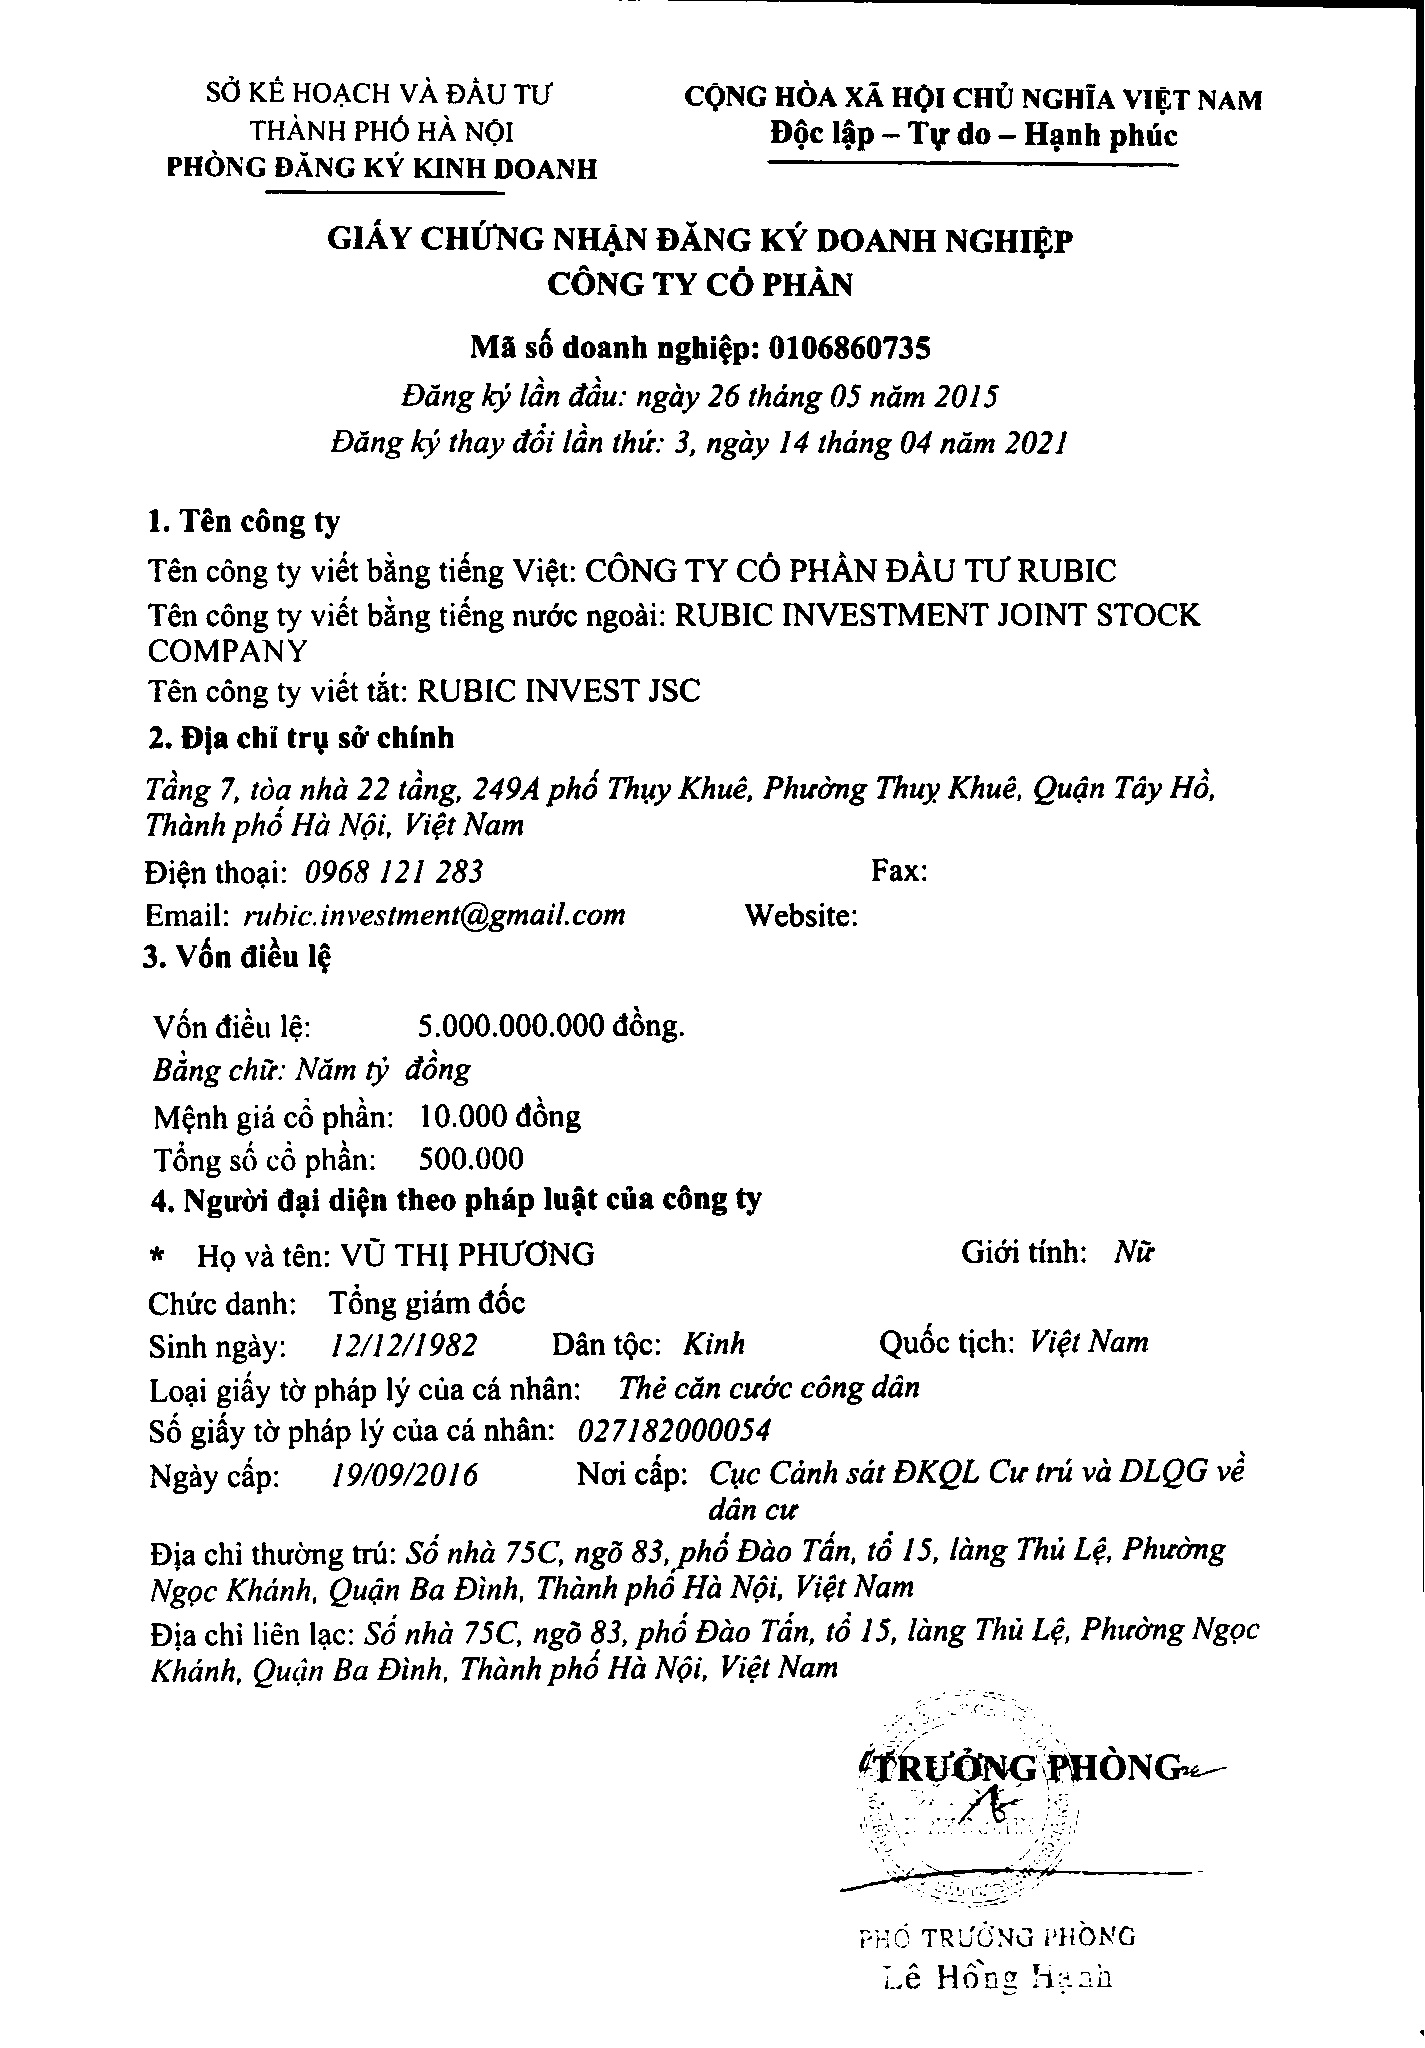 SỞ KẾ HOẠCH VÀ ĐẦU TƯ
THÀNH PHỐ HÀ NỘI
PHÒNG ĐĂNG KÝ KINH DOANH
CỘNG HÒA XÃ HỘI CHỦ NGHĨA VIỆT NAM
Độc lập – Tự do – Hạnh phúc
GIẤY CHỨNG NHẬN ĐĂNG KÝ DOANH NGHIỆP
CÔNG TY CỔ PHẦN
Mã số doanh nghiệp: 0106860735
Đăng ký lần đầu: ngày 26 tháng 05 năm 2015
Đăng ký thay đổi lần thứ: 3, ngày 14 tháng 04 năm 2021
1. Tên công ty
Tên công ty viết bằng tiếng Việt: CÔNG TY CỔ PHẦN ĐẦU TƯ RUBIC
Tên công ty viết bằng tiếng nước ngoài: RUBIC INVESTMENT JOINT STOCK
COMPANY
Tên công ty viết tắt: RUBIC INVEST JSC
2. Địa chỉ trụ sở chính
Tầng 7, tòa nhà 22 tầng, 249A phố Thụy Khuê, Phường Thuỵ Khuê, Quận Tây Hồ,
Thành phố Hà Nội, Việt Nam
Điện thoại: 0968 121 283 Fax:
Email: rubic.investment@gmail.com Website:
3. Vốn điều lệ
Vốn điều lệ: 5.000.000.000 đồng.
Bằng chữ: Năm tỷ đồng
Mệnh giá cổ phần: 10.000 đồng
Tổng số cổ phần: 500.000
4. Người đại diện theo pháp luật của công ty
* Họ và tên: VŨ THỊ PHƯƠNG Giới tính: Nữ
Chức danh: Tổng giám đốc
Sinh ngày: 12/12/1982 Dân tộc: Kinh Quốc tịch: Việt Nam
Loại giấy tờ pháp lý của cá nhân: Thẻ căn cước công dân
Số giấy tờ pháp lý của cá nhân: 027182000054
Ngày cấp: 19/09/2016 Nơi cấp: Cục Cảnh sát ĐKQL Cư trú và DLQG về
dân cư
Địa chỉ thường trú: Số nhà 75C, ngõ 83, phố Đào Tấn, tổ 15, làng Thủ Lệ, Phường
Ngọc Khánh, Quận Ba Đình, Thành phố Hà Nội, Việt Nam
Địa chỉ liên lạc: Số nhà 75C, ngõ 83, phố Đào Tấn, tổ 15, làng Thủ Lệ, Phường Ngọc
Khánh, Quận Ba Đình, Thành phố Hà Nội, Việt Nam
TRƯỞNG PHÒNG
PHÓ TRƯỞNG PHÒNG
Lê Hồng Hạnh